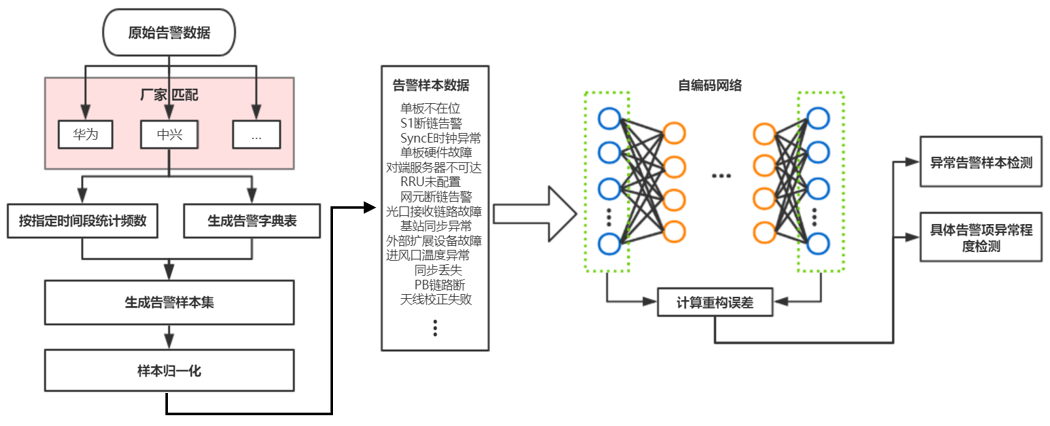 原始告警数据
厂家 匹配
华为
中兴
...
按指定时间段统计频数
生成告警字典表
生成告警样本集
样本归一化
告警样本数据
单板不在位
S1断链告警
SyncE时钟异常
单板硬件故障
对端服务器不可达
RRU未配置
网元断链告警
光口接收链路故障
基站同步异常
外部扩展设备故障
进风口温度异常
同步丢失
PB链路断
天线校正失败
自编码网络
计算重构误差
异常告警样本检测
具体告警项异常程
度检测